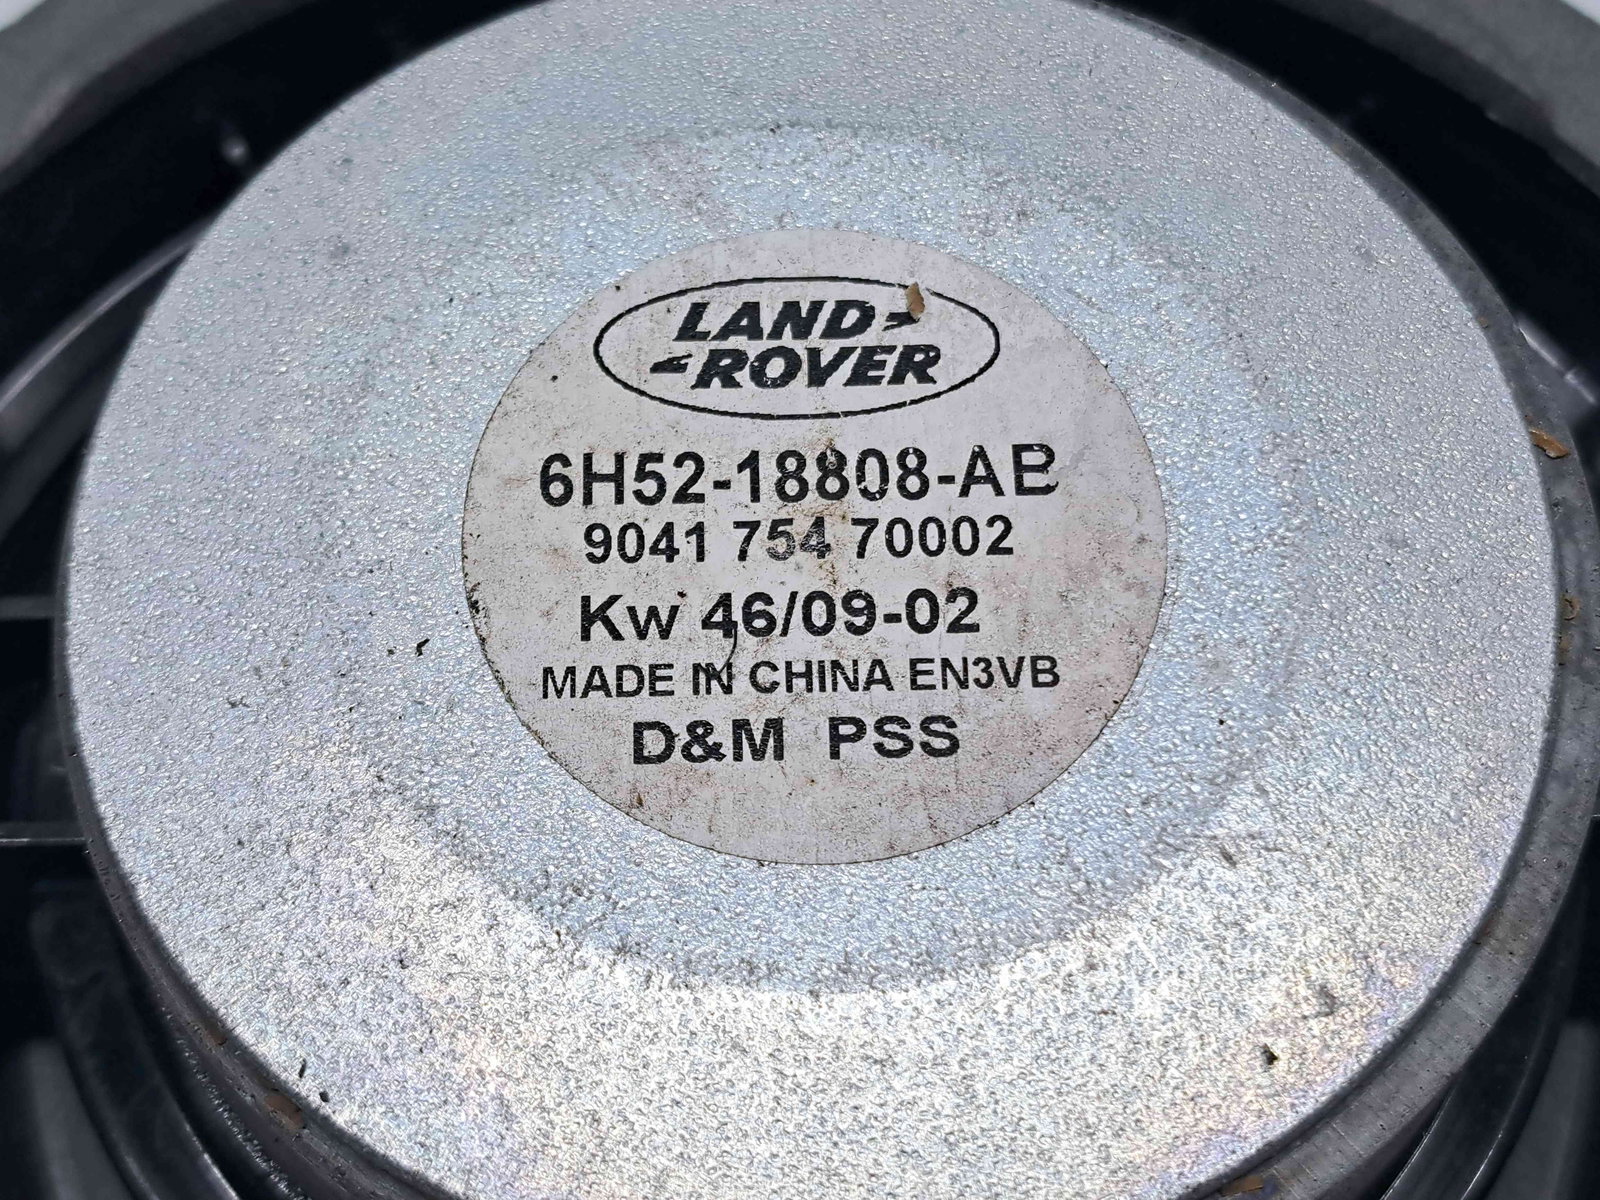 LAND
ROVER
6H52-18808-AB
9041 754 70002
Kw 46/09-02
MADE IN CHINA EN3VB
D&M PSS